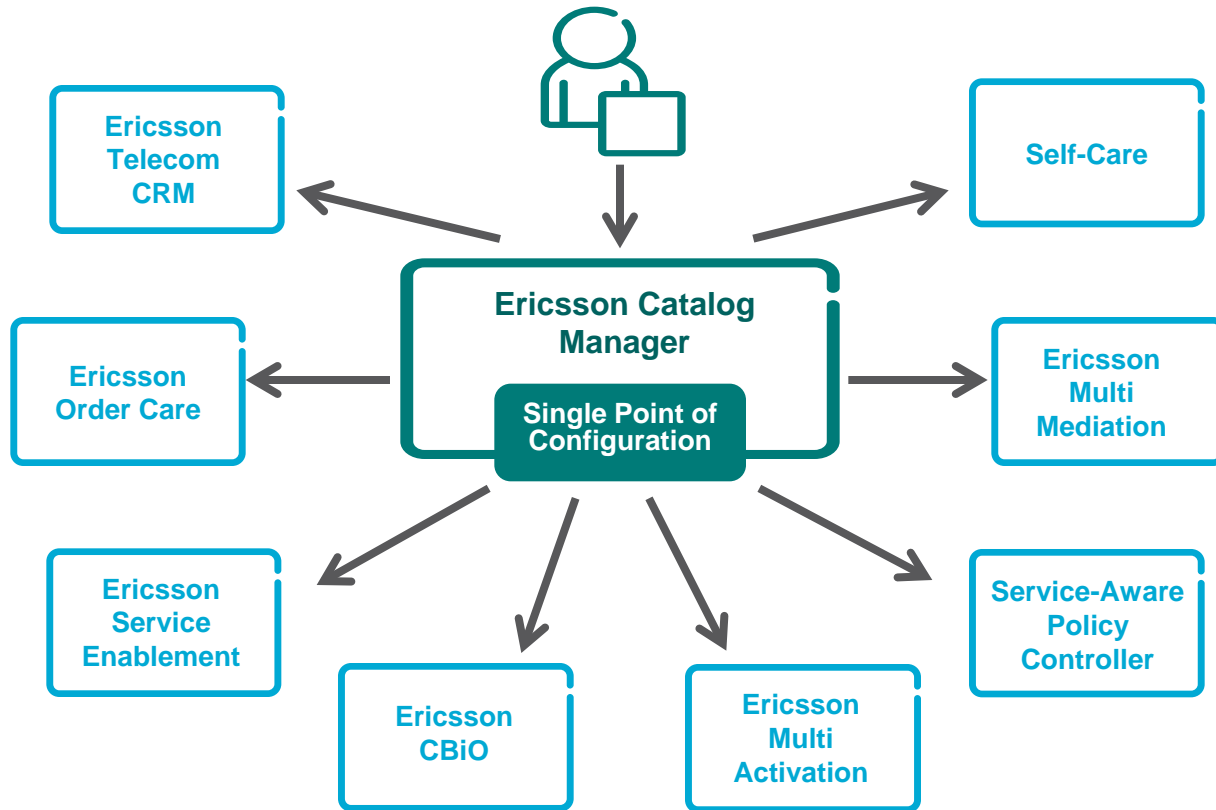 Ericsson
Telecom
CRM
Self-Care
Ericsson Catalog
Manager
Single Point of
Configuration
Ericsson
Order Care
Ericsson
Multi
Mediation
Ericsson
Service
Enablement
Ericsson
CBiO
Ericsson
Multi
Activation
Service-Aware
Policy
Controller